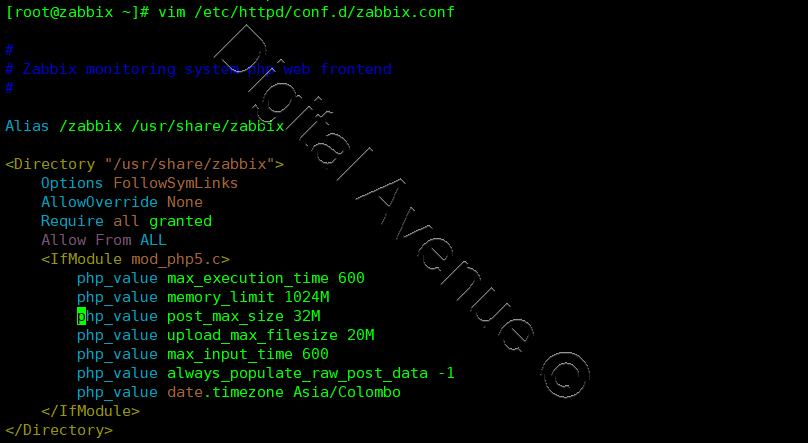 [root@zabbix ~]# vim /etc/httpd/conf.d/zabbix.conf
#
# Zabbix monitoring system php web frontend
#
Alias /zabbix /usr/share/zabbix
<Directory "/usr/share/zabbix">
    Options FollowSymLinks
    AllowOverride None
    Require all granted
    Allow From ALL
    <IfModule mod_php5.c>
        php_value max_execution_time 600
        php_value memory_limit 1024M
        php_value post_max_size 32M
        php_value upload_max_filesize 20M
        php_value max_input_time 600
        php_value always_populate_raw_post_data -1
        php_value date.timezone Asia/Colombo
    </IfModule>
</Directory>
Digital Avenue ©